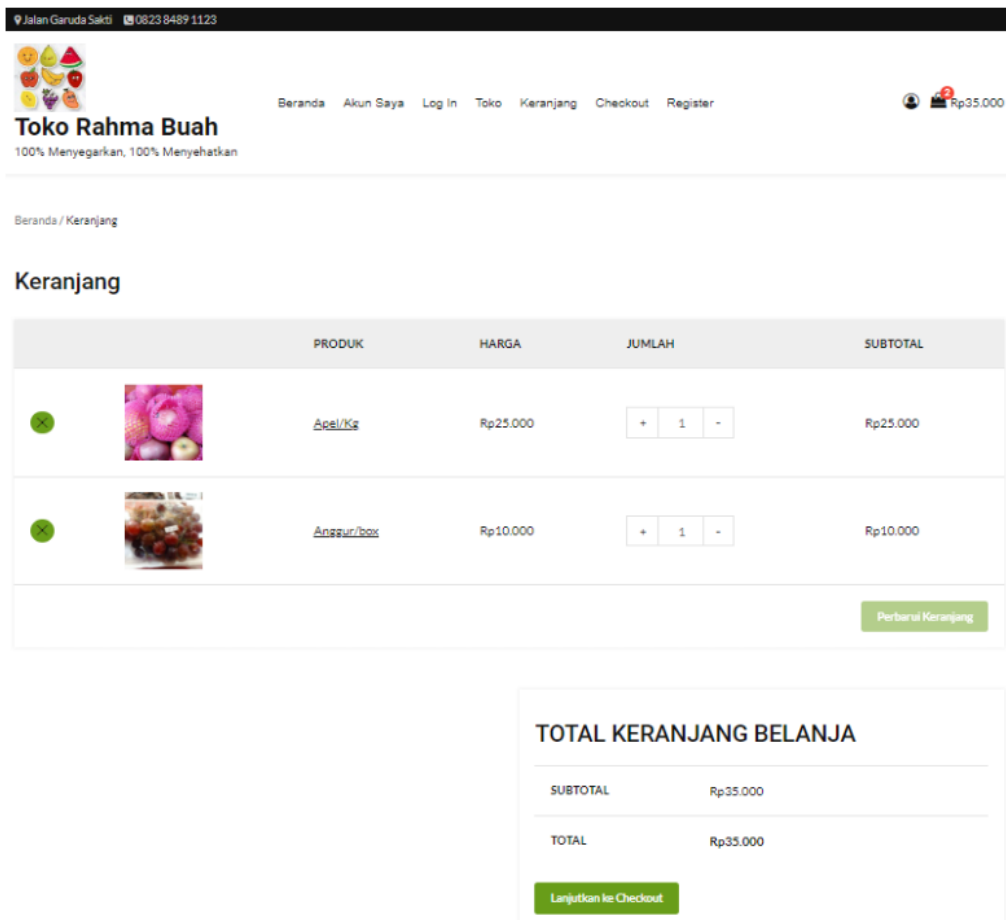 Jalan Garuda Sakti 0823 8489 1123
Beranda Akun Saya Log In Toko Keranjang Checkout Register
2 Rp35.000
Toko Rahma Buah
100% Menyegarkan, 100% Menyehatkan
Beranda / Keranjang
Keranjang
PRODUK HARGA JUMLAH SUBTOTAL
Apel/Kg Rp25.000 + 1 - Rp25.000
Anggur/box Rp10.000 + 1 - Rp10.000
Perbarui Keranjang
TOTAL KERANJANG BELANJA
SUBTOTAL Rp35.000
TOTAL Rp35.000
Lanjutkan ke Checkout